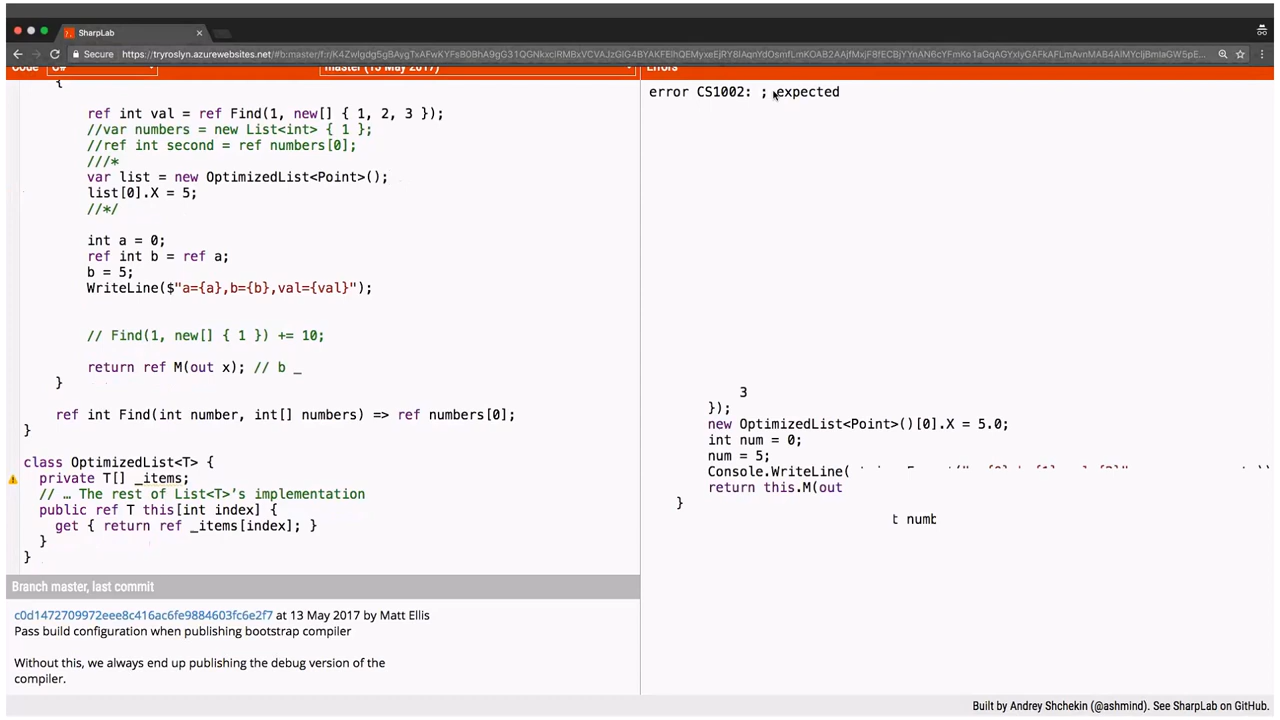 SharpLab
Secure https://tryroslyn.azurewebsites.net/#b:master/f:r/
Code C# master (13 May 2017) Errors
{
ref int val = ref Find(1, new[] { 1, 2, 3 });
//var numbers = new List<int> { 1 };
//ref int second = ref numbers[0];
///*
var list = new OptimizedList<Point>();
list[0].X = 5;
//*/
int a = 0;
ref int b = ref a;
b = 5;
WriteLine($"a={a},b={b},val={val}");
// Find(1, new[] { 1 }) += 10;
return ref M(out x); // b _
}
ref int Find(int number, int[] numbers) => ref numbers[0];
}
class OptimizedList<T> {
private T[] _items;
// … The rest of List<T>'s implementation
public ref T this[int index] {
get { return ref _items[index]; }
}
}
Branch master, last commit
c0d1472709972eee8c416ac6fe9884603fc6e2f7 at 13 May 2017 by Matt Ellis
Pass build configuration when publishing bootstrap compiler
Without this, we always end up publishing the debug version of the
compiler.
error CS1002: ; expected
3
});
new OptimizedList<Point>()[0].X = 5.0;
int num = 0;
num = 5;
Console.WriteLine(
return this.M(out
}
t numb
Built by Andrey Shchekin (@ashmind). See SharpLab on GitHub.